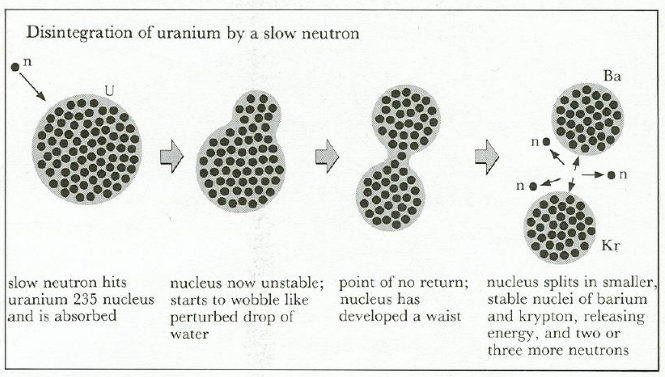 Disintegration of uranium by a slow neutron
n
U
Ba
n
n
n
Kr
slow neutron hits
uranium 235 nucleus
and is absorbed
nucleus now unstable;
starts to wobble like
perturbed drop of
water
point of no return;
nucleus has
developed a waist
nucleus splits in smaller,
stable nuclei of barium
and krypton, releasing
energy, and two or
three more neutrons